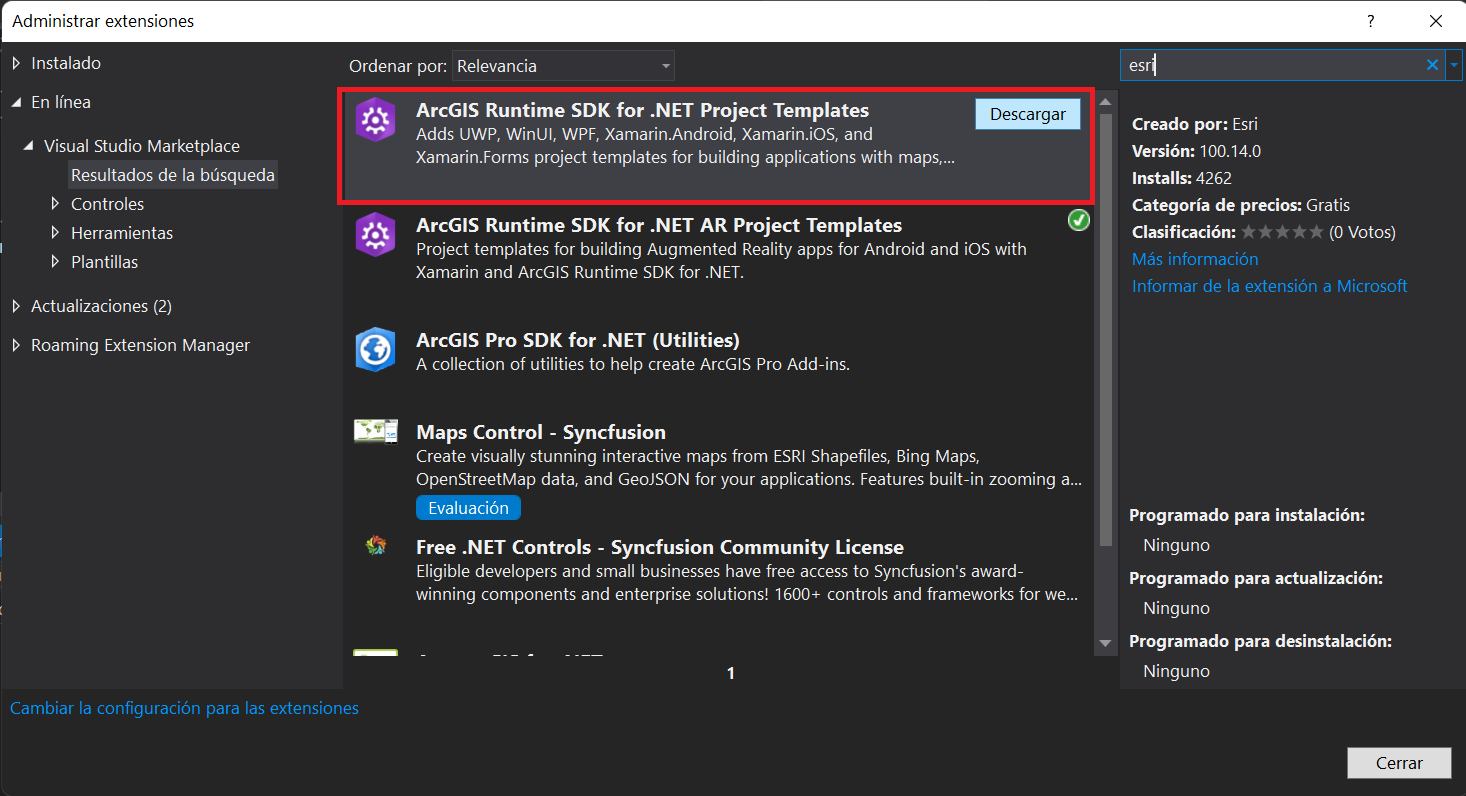 Administrar extensiones
?
Instalado
En línea
Visual Studio Marketplace
Resultados de la búsqueda
Controles
Herramientas
Plantillas
Actualizaciones (2)
Roaming Extension Manager
Ordenar por: Relevancia
ArcGIS Runtime SDK for .NET Project Templates
Descargar
Adds UWP, WinUI, WPF, Xamarin.Android, Xamarin.iOS, and
Xamarin.Forms project templates for building applications with maps,...
ArcGIS Runtime SDK for .NET AR Project Templates
Project templates for building Augmented Reality apps for Android and iOS with
Xamarin and ArcGIS Runtime SDK for .NET.
ArcGIS Pro SDK for .NET (Utilities)
A collection of utilities to help create ArcGIS Pro Add-ins.
Maps Control - Syncfusion
Create visually stunning interactive maps from ESRI Shapefiles, Bing Maps,
OpenStreetMap data, and GeoJSON for your applications. Features built-in zooming a...
Evaluación
Free .NET Controls - Syncfusion Community License
Eligible developers and small businesses have free access to Syncfusion's award-
winning components and enterprise solutions! 1600+ controls and frameworks for we...
1
esri
Creado por: Esri
Versión: 100.14.0
Installs: 4262
Categoría de precios: Gratis
Clasificación: (0 Votos)
Más información
Informar de la extensión a Microsoft
Programado para instalación:
Ninguno
Programado para actualización:
Ninguno
Programado para desinstalación:
Ninguno
Cambiar la configuración para las extensiones
Cerrar